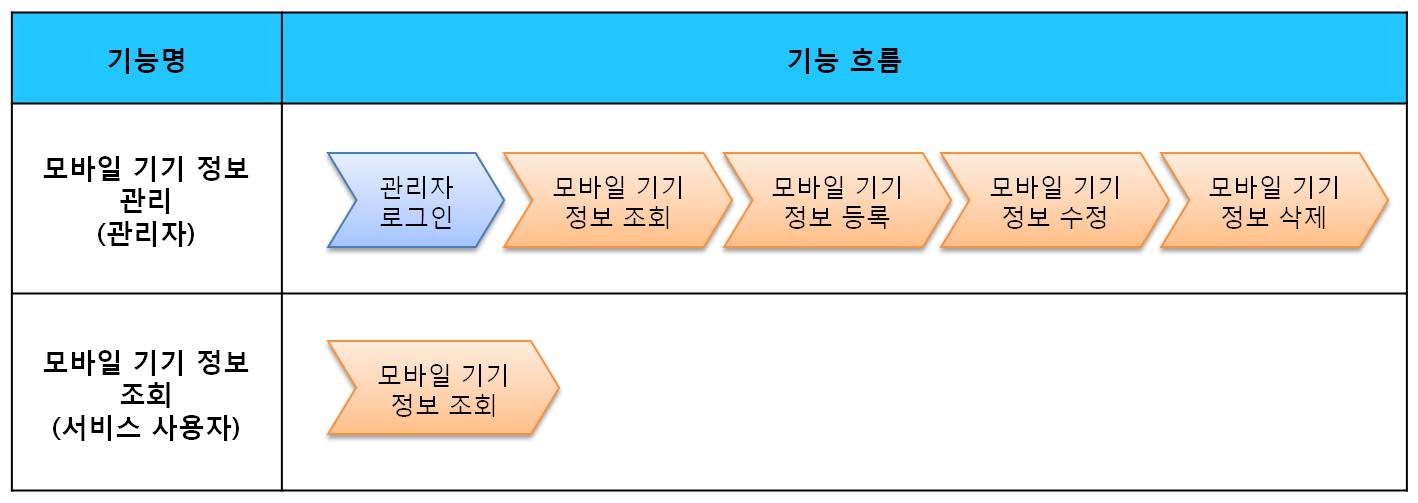 기능명
기능 흐름
모바일 기기 정보
관리
(관리자)
관리자
로그인
모바일 기기
정보 조회
모바일 기기
정보 등록
모바일 기기
정보 수정
모바일 기기
정보 삭제
모바일 기기 정보
조회
(서비스 사용자)
모바일 기기
정보 조회